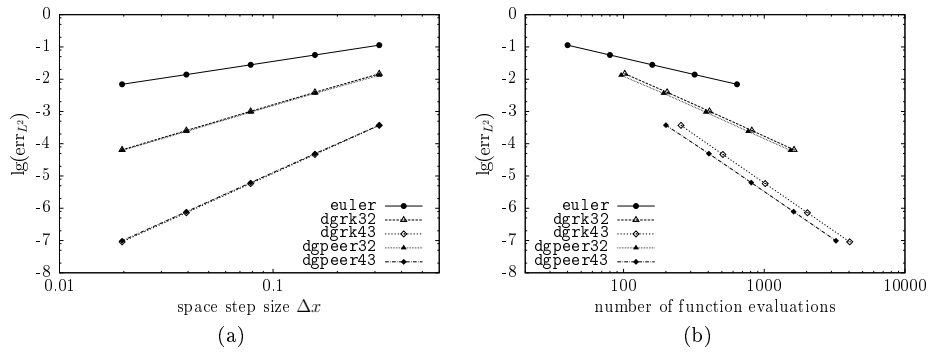 0
-1
-2
-3
-4
-5
-6
-7
-8
lg(err_{L^2})
euler
dgrk32
dgrk43
dgpeer32
dgpeer43
0.01
0.1
space step size Δx
(a)
0
-1
-2
-3
-4
-5
-6
-7
-8
lg(err_{L^2})
euler
dgrk32
dgrk43
dgpeer32
dgpeer43
100
1000
10000
number of function evaluations
(b)